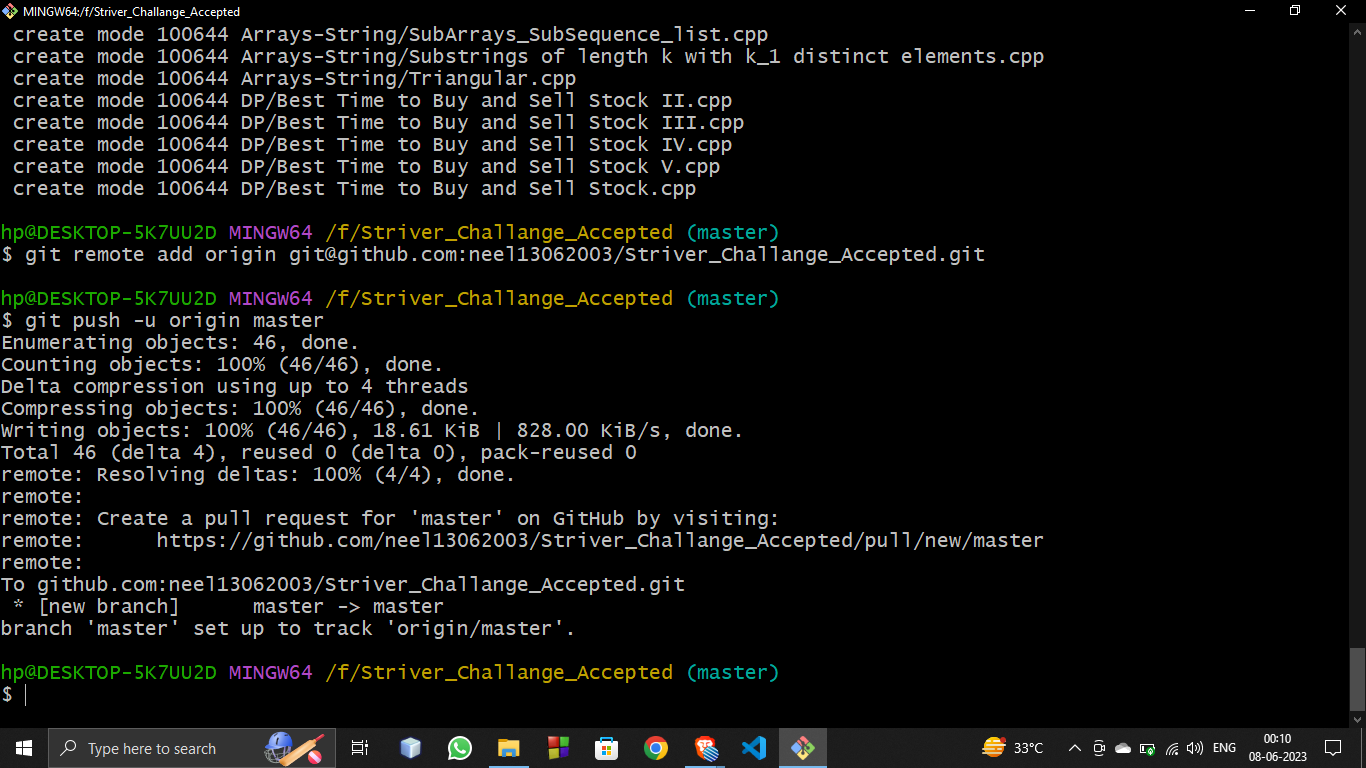 MINGW64:/f/Striver_Challange_Accepted
create mode 100644 Arrays-String/SubArrays_SubSequence_list.cpp
create mode 100644 Arrays-String/Substrings of length k with k_1 distinct elements.cpp
create mode 100644 Arrays-String/Triangular.cpp
create mode 100644 DP/Best Time to Buy and Sell Stock II.cpp
create mode 100644 DP/Best Time to Buy and Sell Stock III.cpp
create mode 100644 DP/Best Time to Buy and Sell Stock IV.cpp
create mode 100644 DP/Best Time to Buy and Sell Stock V.cpp
create mode 100644 DP/Best Time to Buy and Sell Stock.cpp
hp@DESKTOP-5K7UU2D MINGW64 /f/Striver_Challange_Accepted (master)
$ git remote add origin git@github.com:neel13062003/Striver_Challange_Accepted.git
hp@DESKTOP-5K7UU2D MINGW64 /f/Striver_Challange_Accepted (master)
$ git push -u origin master
Enumerating objects: 46, done.
Counting objects: 100% (46/46), done.
Delta compression using up to 4 threads
Compressing objects: 100% (46/46), done.
Writing objects: 100% (46/46), 18.61 KiB | 828.00 KiB/s, done.
Total 46 (delta 4), reused 0 (delta 0), pack-reused 0
remote: Resolving deltas: 100% (4/4), done.
remote:
remote: Create a pull request for 'master' on GitHub by visiting:
remote:      https://github.com/neel13062003/Striver_Challange_Accepted/pull/new/master
remote:
To github.com:neel13062003/Striver_Challange_Accepted.git
 * [new branch]      master -> master
branch 'master' set up to track 'origin/master'.
hp@DESKTOP-5K7UU2D MINGW64 /f/Striver_Challange_Accepted (master)
$
Type here to search
33°C
ENG
00:10
08-06-2023